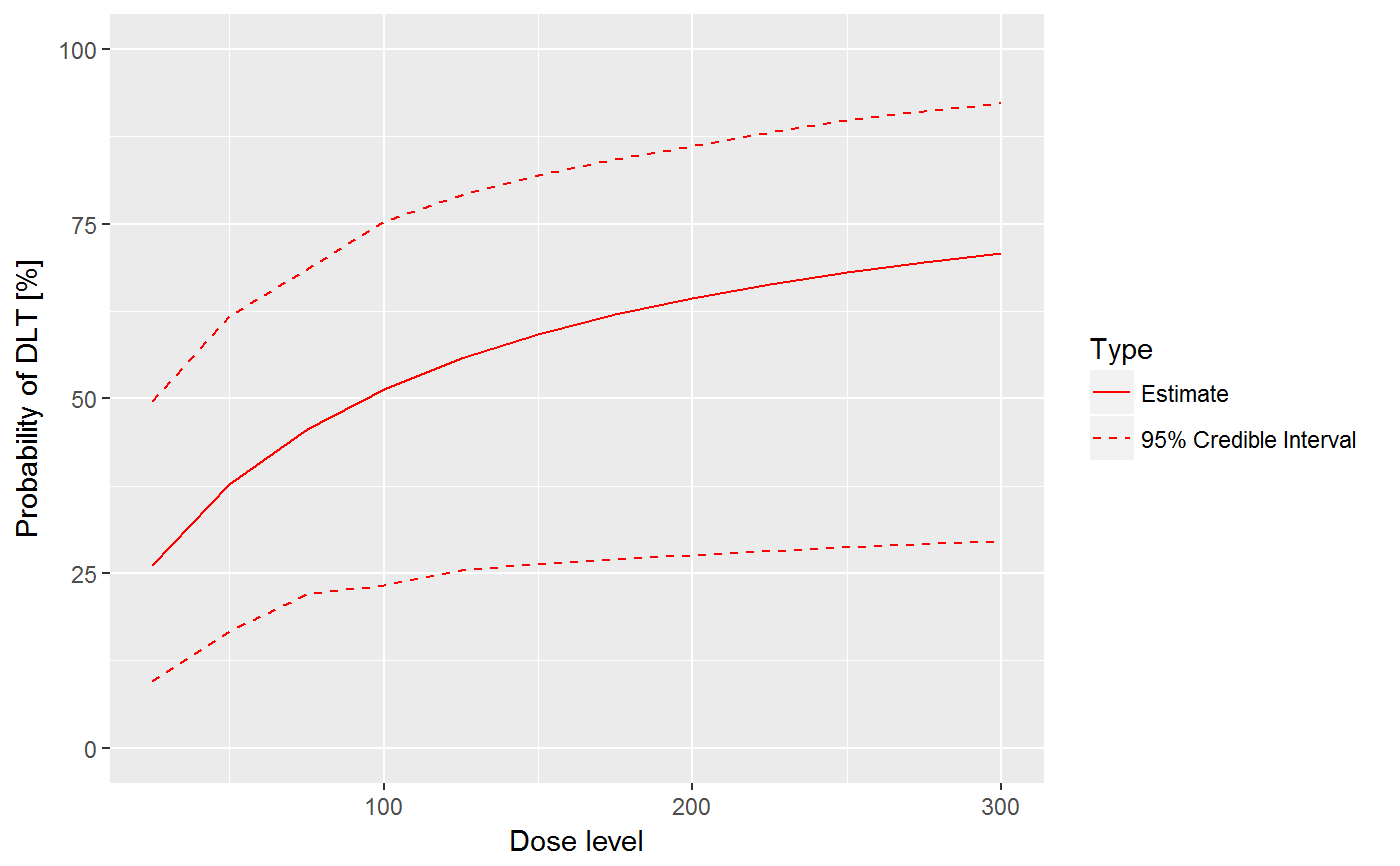 Probability of DLT [%]
100
75
50
25
0
100
200
300
Dose level
Type
Estimate
95% Credible Interval